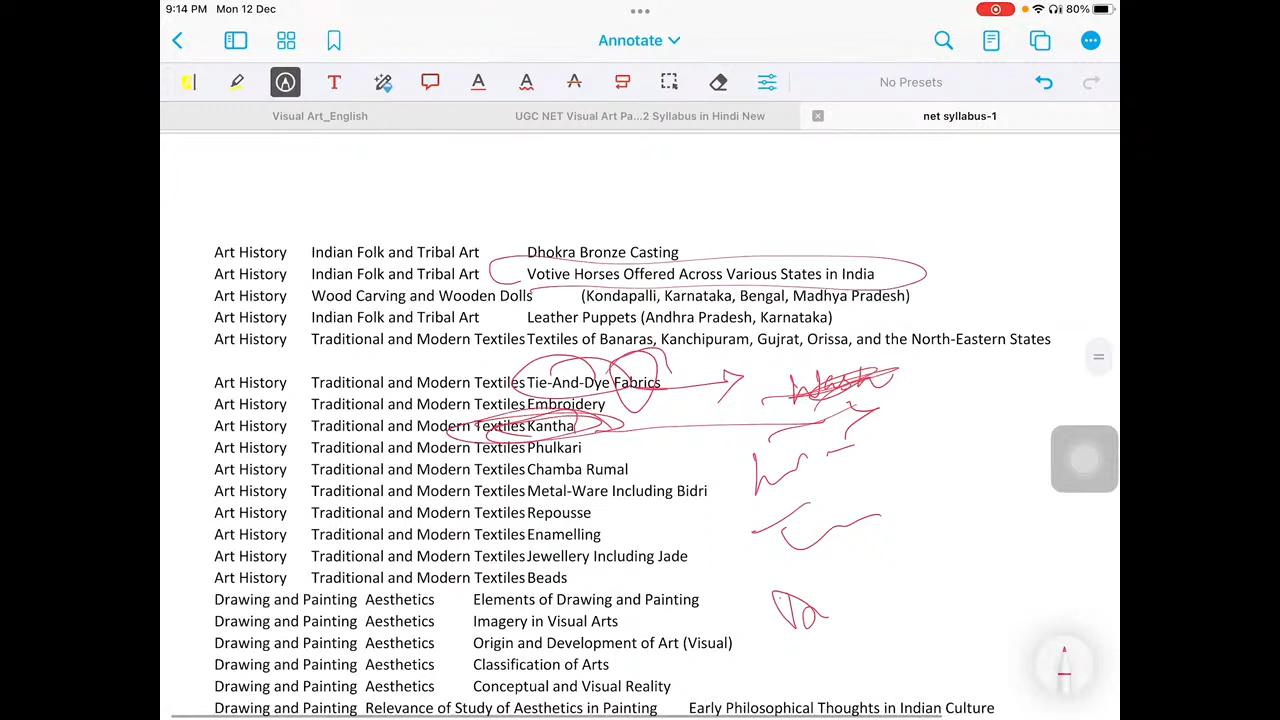 9:14 PM Mon 12 Dec 80%
Annotate
No Presets
Visual Art_English UGC NET Visual Art Pa...2 Syllabus in Hindi New net syllabus-1
Art History Indian Folk and Tribal Art Dhokra Bronze Casting
Art History Indian Folk and Tribal Art Votive Horses Offered Across Various States in India
Art History Wood Carving and Wooden Dolls (Kondapalli, Karnataka, Bengal, Madhya Pradesh)
Art History Indian Folk and Tribal Art Leather Puppets (Andhra Pradesh, Karnataka)
Art History Traditional and Modern Textiles Textiles of Banaras, Kanchipuram, Gujrat, Orissa, and the North-Eastern States
Art History Traditional and Modern Textiles Tie-And-Dye Fabrics
Art History Traditional and Modern Textiles Embroidery
Art History Traditional and Modern Textiles Kantha
Art History Traditional and Modern Textiles Phulkari
Art History Traditional and Modern Textiles Chamba Rumal
Art History Traditional and Modern Textiles Metal-Ware Including Bidri
Art History Traditional and Modern Textiles Repousse
Art History Traditional and Modern Textiles Enamelling
Art History Traditional and Modern Textiles Jewellery Including Jade
Art History Traditional and Modern Textiles Beads
Drawing and Painting Aesthetics Elements of Drawing and Painting
Drawing and Painting Aesthetics Imagery in Visual Arts
Drawing and Painting Aesthetics Origin and Development of Art (Visual)
Drawing and Painting Aesthetics Classification of Arts
Drawing and Painting Aesthetics Conceptual and Visual Reality
Drawing and Painting Relevance of Study of Aesthetics in Painting Early Philosophical Thoughts in Indian Culture